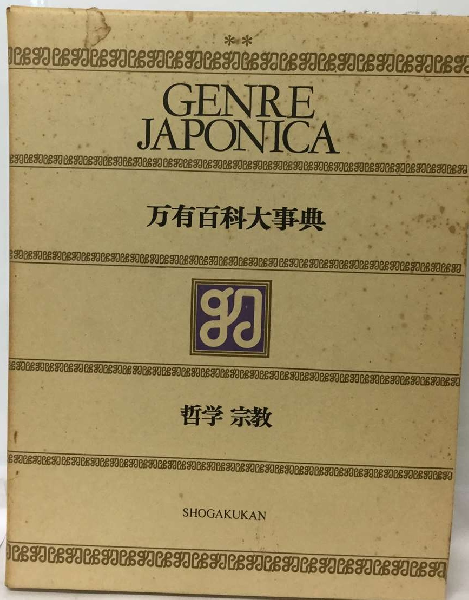 **
GENRE
JAPONICA
万有百科大事典
哲学 宗教
SHOGAKUKAN